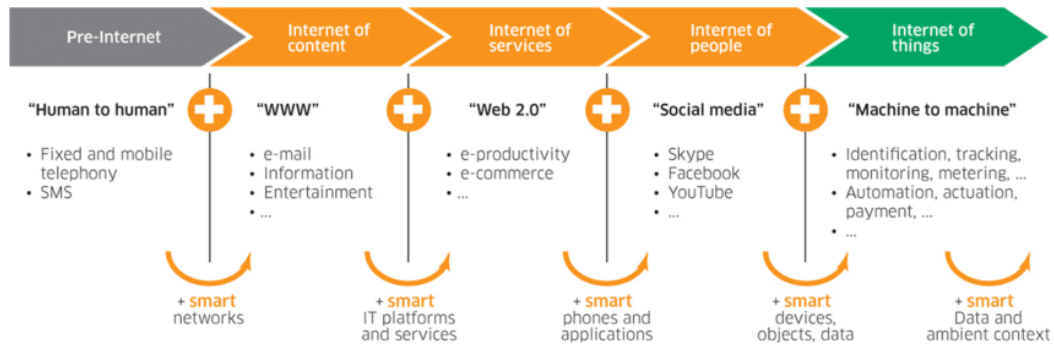 Pre-Internet
Internet of
content
Internet of
services
Internet of
people
Internet of
things
“Human to human”
• Fixed and mobile
telephony
• SMS
“WWW”
• e-mail
• Information
• Entertainment
• ...
“Web 2.0”
• e-productivity
• e-commerce
• ...
“Social media”
• Skype
• Facebook
• YouTube
• ...
“Machine to machine”
• Identification, tracking,
monitoring, metering, ...
• Automation, actuation,
payment, ...
• ...
+ smart
networks
+ smart
IT platforms
and services
+ smart
phones and
applications
+ smart
devices,
objects, data
+ smart
Data and
ambient context